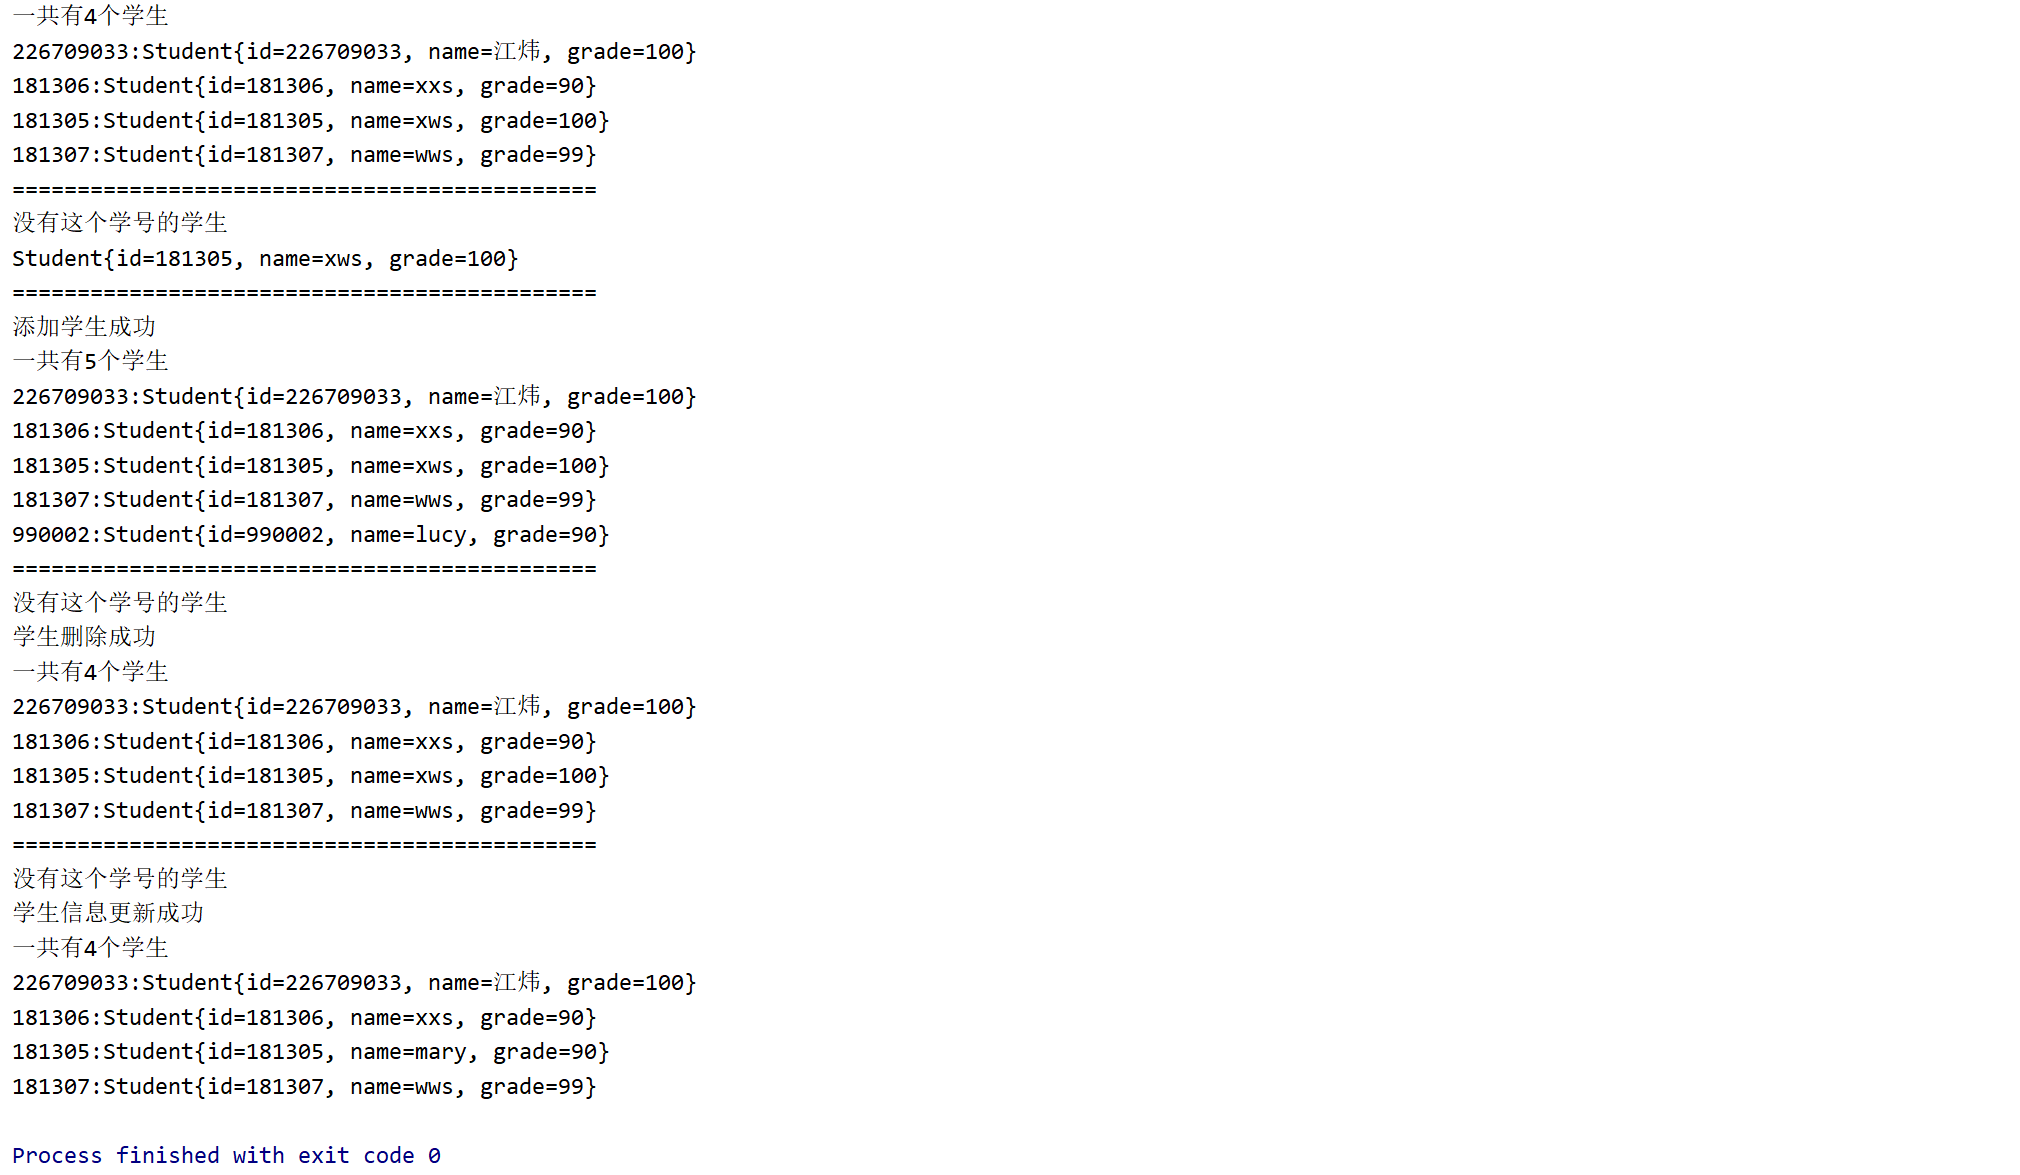 一共有4个学生
226709033:Student{id=226709033, name=江炜, grade=100}
181306:Student{id=181306, name=xxs, grade=90}
181305:Student{id=181305, name=xws, grade=100}
181307:Student{id=181307, name=wws, grade=99}
=============================================
没有这个学号的学生
Student{id=181305, name=xws, grade=100}
=============================================
添加学生成功
一共有5个学生
226709033:Student{id=226709033, name=江炜, grade=100}
181306:Student{id=181306, name=xxs, grade=90}
181305:Student{id=181305, name=xws, grade=100}
181307:Student{id=181307, name=wws, grade=99}
990002:Student{id=990002, name=lucy, grade=90}
=============================================
没有这个学号的学生
学生删除成功
一共有4个学生
226709033:Student{id=226709033, name=江炜, grade=100}
181306:Student{id=181306, name=xxs, grade=90}
181305:Student{id=181305, name=xws, grade=100}
181307:Student{id=181307, name=wws, grade=99}
=============================================
没有这个学号的学生
学生信息更新成功
一共有4个学生
226709033:Student{id=226709033, name=江炜, grade=100}
181306:Student{id=181306, name=xxs, grade=90}
181305:Student{id=181305, name=mary, grade=90}
181307:Student{id=181307, name=wws, grade=99}
Process finished with exit code 0